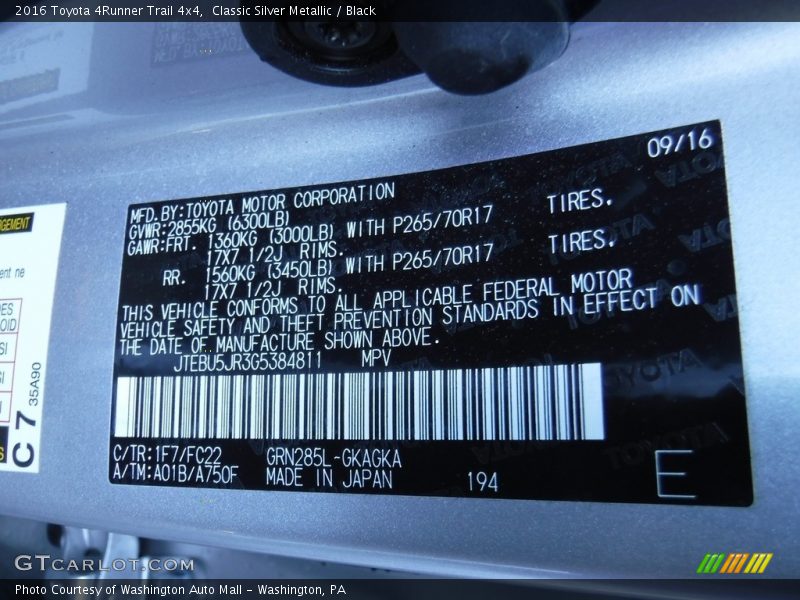 2016 Toyota 4Runner Trail 4x4,  Classic Silver Metallic / Black
09/16
MFD.BY:TOYOTA MOTOR CORPORATION
GVWR:2855KG (6300LB)
GAWR:FRT. 1360KG (3000LB) WITH P265/70R17 TIRES.
17X7 1/2J RIMS.
RR. 1560KG (3450LB) WITH P265/70R17 TIRES.
17X7 1/2J RIMS.
THIS VEHICLE CONFORMS TO ALL APPLICABLE FEDERAL MOTOR
VEHICLE SAFETY AND THEFT PREVENTION STANDARDS IN EFFECT ON
THE DATE OF MANUFACTURE SHOWN ABOVE.
JTEBU5JR3G5384811 MPV
C/TR:1F7/FC22 GRN285L-GKAGKA
A/TM:A01B/A750F MADE IN JAPAN 194 E
C7 35A90
GTcarlot.com
Photo Courtesy of Washington Auto Mall - Washington, PA